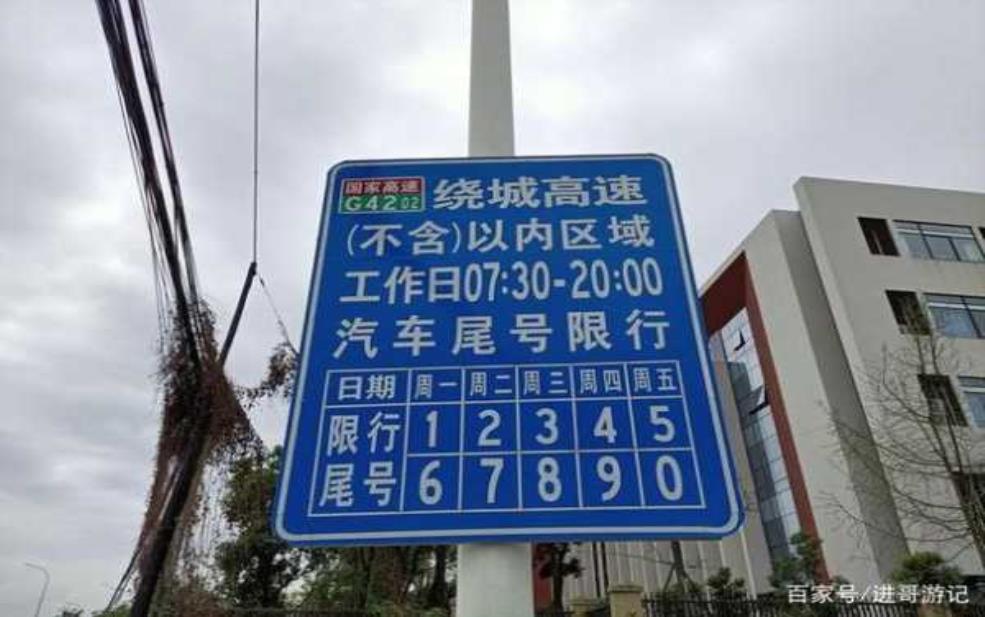 国家高速
G4202 绕城高速
(不含)以内区域
工作日07:30-20:00
汽车尾号限行
日期 周一 周二 周三 周四 周五
限行 1 2 3 4 5
尾号 6 7 8 9 0
百家号/进哥游记